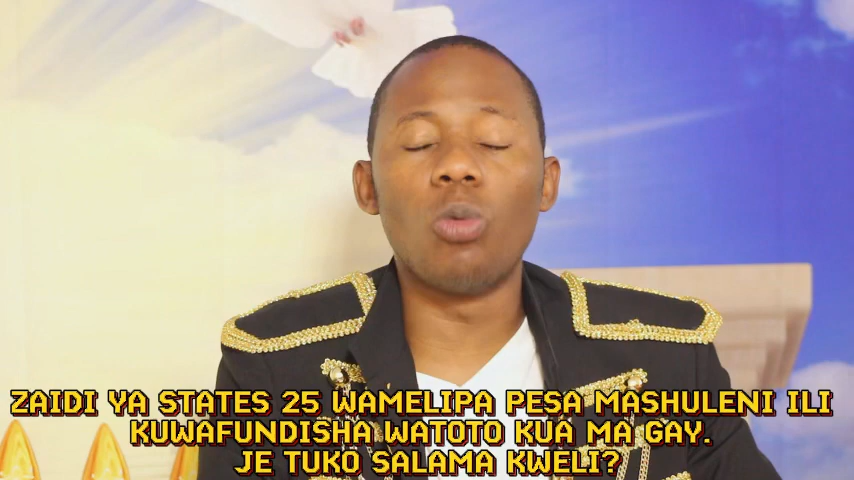 ZAIDI YA STATES 25 WAMELIPA PESA MASHULENI ILI
KUWAFUNDISHA WATOTO KUA MA GAY.
JE TUKO SALAMA KWELI?